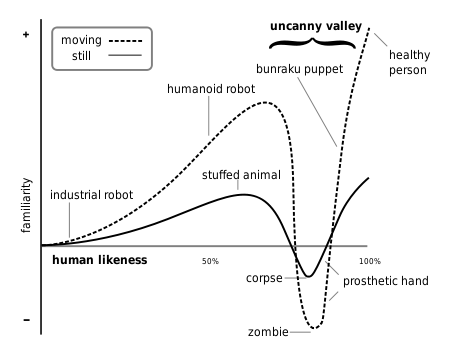 +
uncanny valley
moving
still
healthy
person
bunraku puppet
humanoid robot
stuffed animal
industrial robot
familiarity
human likeness
50%
100%
corpse
prosthetic hand
–
zombie